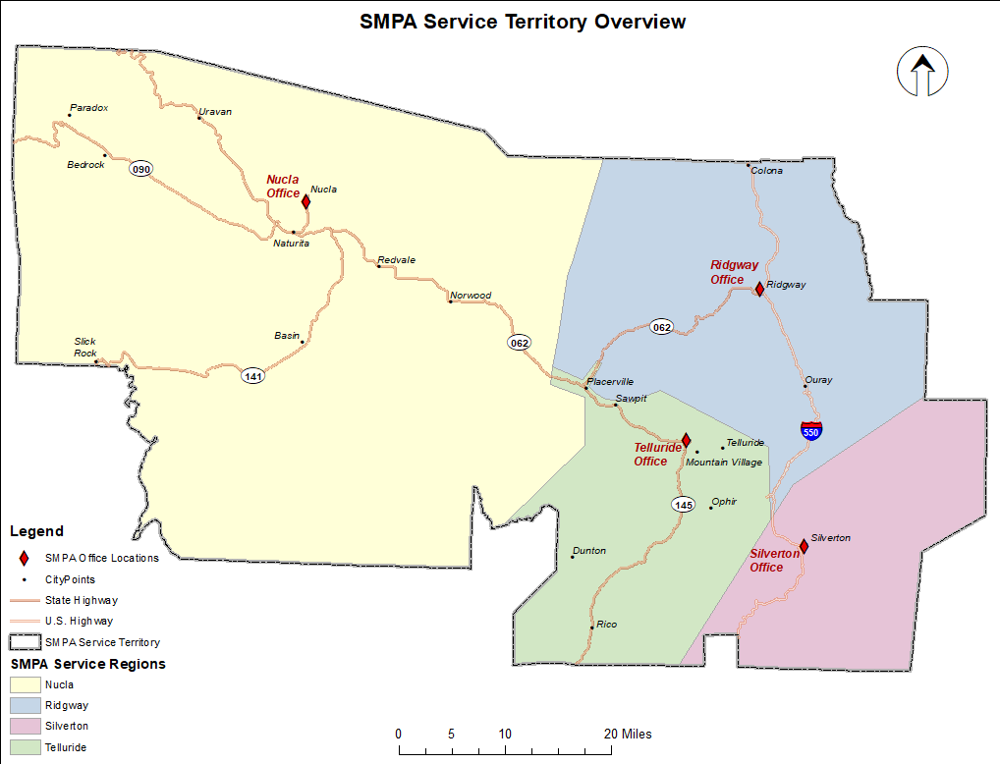 SMPA Service Territory Overview
Paradox
Uravan
Bedrock
090
Nucla
Office
Nucla
Naturita
Redvale
Norwood
Basin
Slick
Rock
141
062
Colona
Ridgway
Office
Ridgway
062
Placerville
Sawpit
Ouray
550
Telluride
Office
Telluride
Mountain Village
145
Ophir
Dunton
Rico
Silverton
Silverton
Office
Legend
SMPA Office Locations
CityPoints
State Highway
U.S. Highway
SMPA Service Territory
SMPA Service Regions
Nucla
Ridgway
Silverton
Telluride
0 5 10 20 Miles